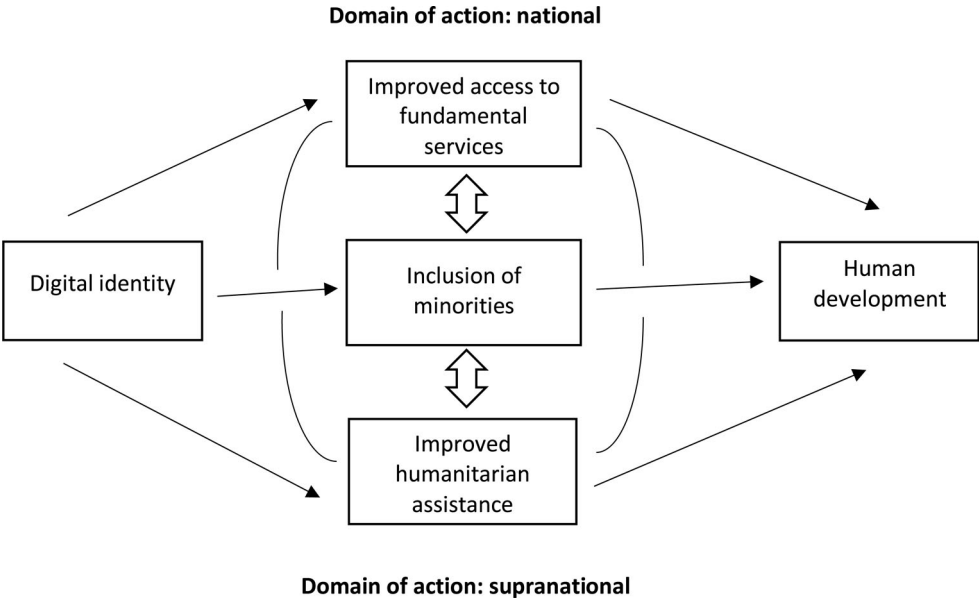 Domain of action: national
Improved access to
fundamental
services
Digital identity
Inclusion of
minorities
Human
development
Improved
humanitarian
assistance
Domain of action: supranational